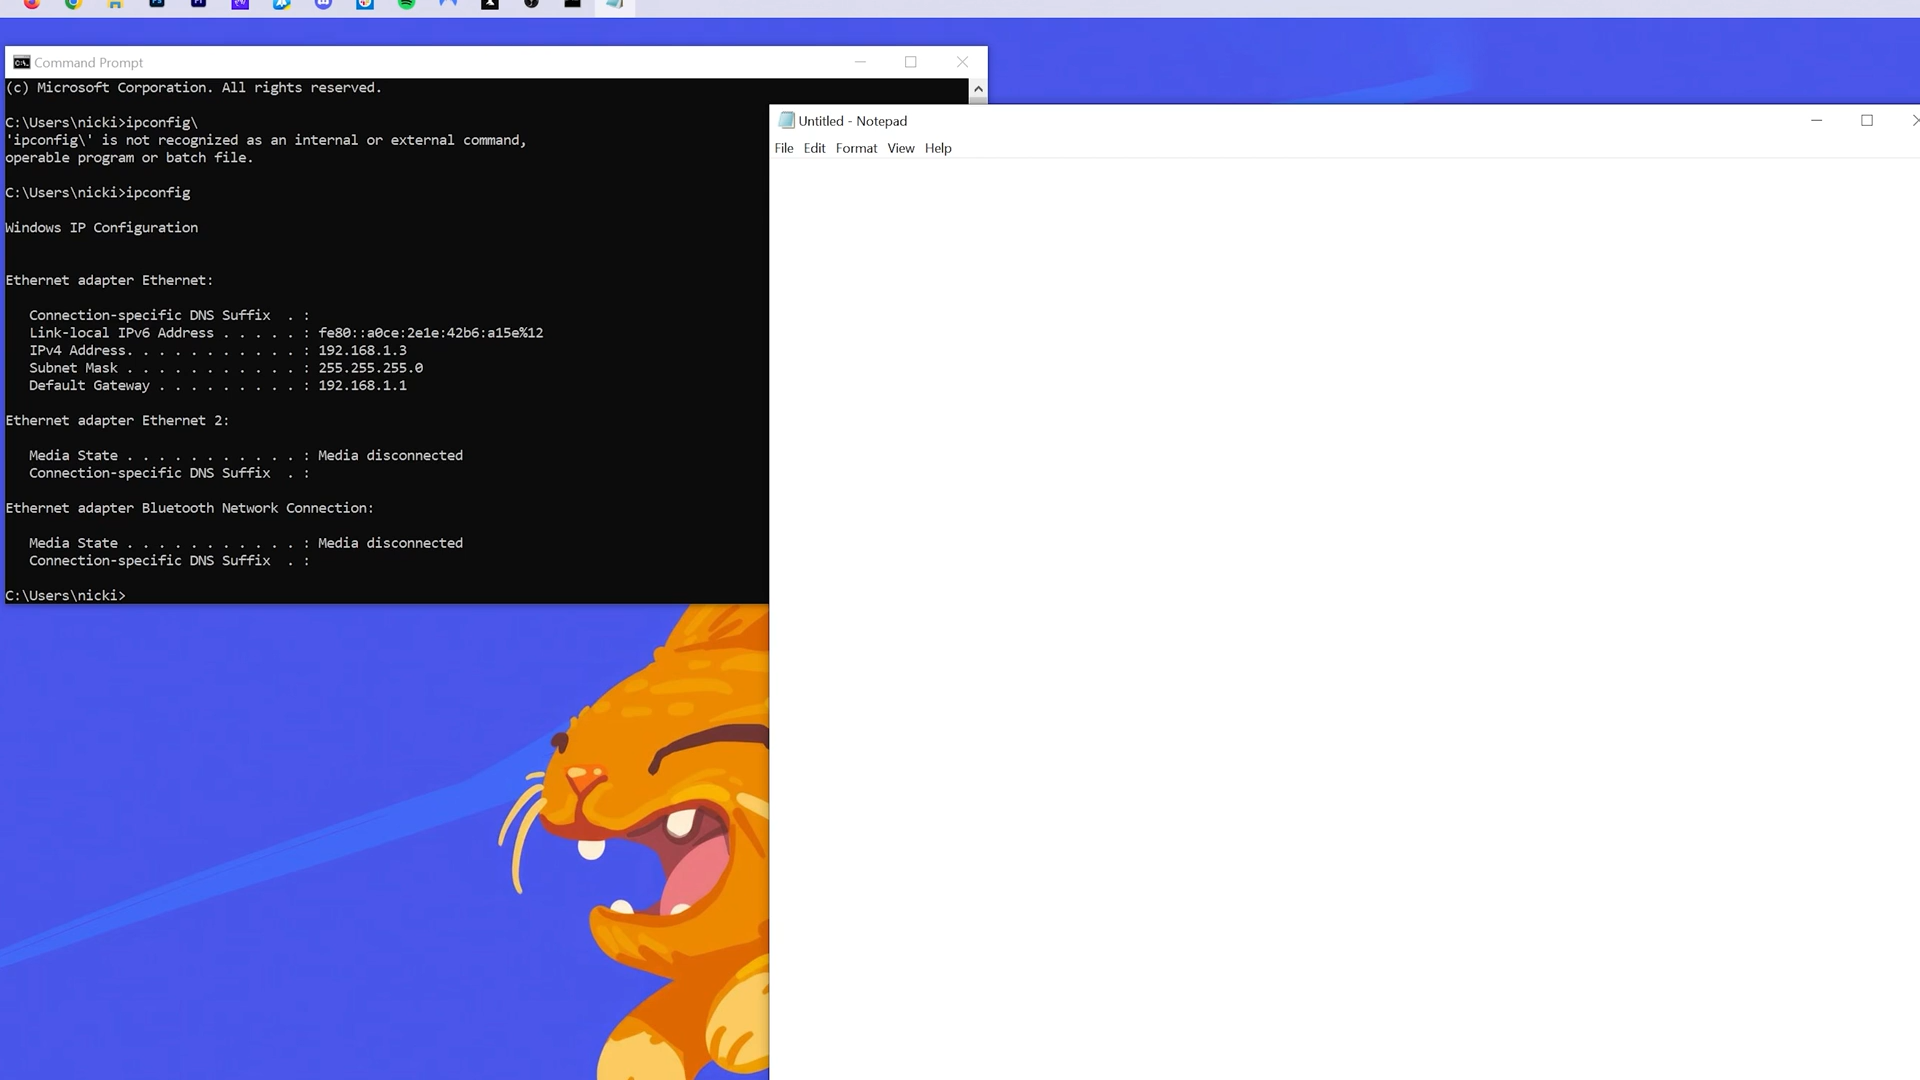 Command Prompt
(c) Microsoft Corporation. All rights reserved.
C:\Users\nicki>ipconfig\
'ipconfig\' is not recognized as an internal or external command,
operable program or batch file.
C:\Users\nicki>ipconfig
Windows IP Configuration
Ethernet adapter Ethernet:
Connection-specific DNS Suffix  . :
Link-local IPv6 Address . . . . . : fe80::a0ce:2e1e:42b6:a15e%12
IPv4 Address. . . . . . . . . . . : 192.168.1.3
Subnet Mask . . . . . . . . . . . : 255.255.255.0
Default Gateway . . . . . . . . . : 192.168.1.1
Ethernet adapter Ethernet 2:
Media State . . . . . . . . . . . : Media disconnected
Connection-specific DNS Suffix  . :
Ethernet adapter Bluetooth Network Connection:
Media State . . . . . . . . . . . : Media disconnected
Connection-specific DNS Suffix  . :
C:\Users\nicki>
Untitled - Notepad
File Edit Format View Help